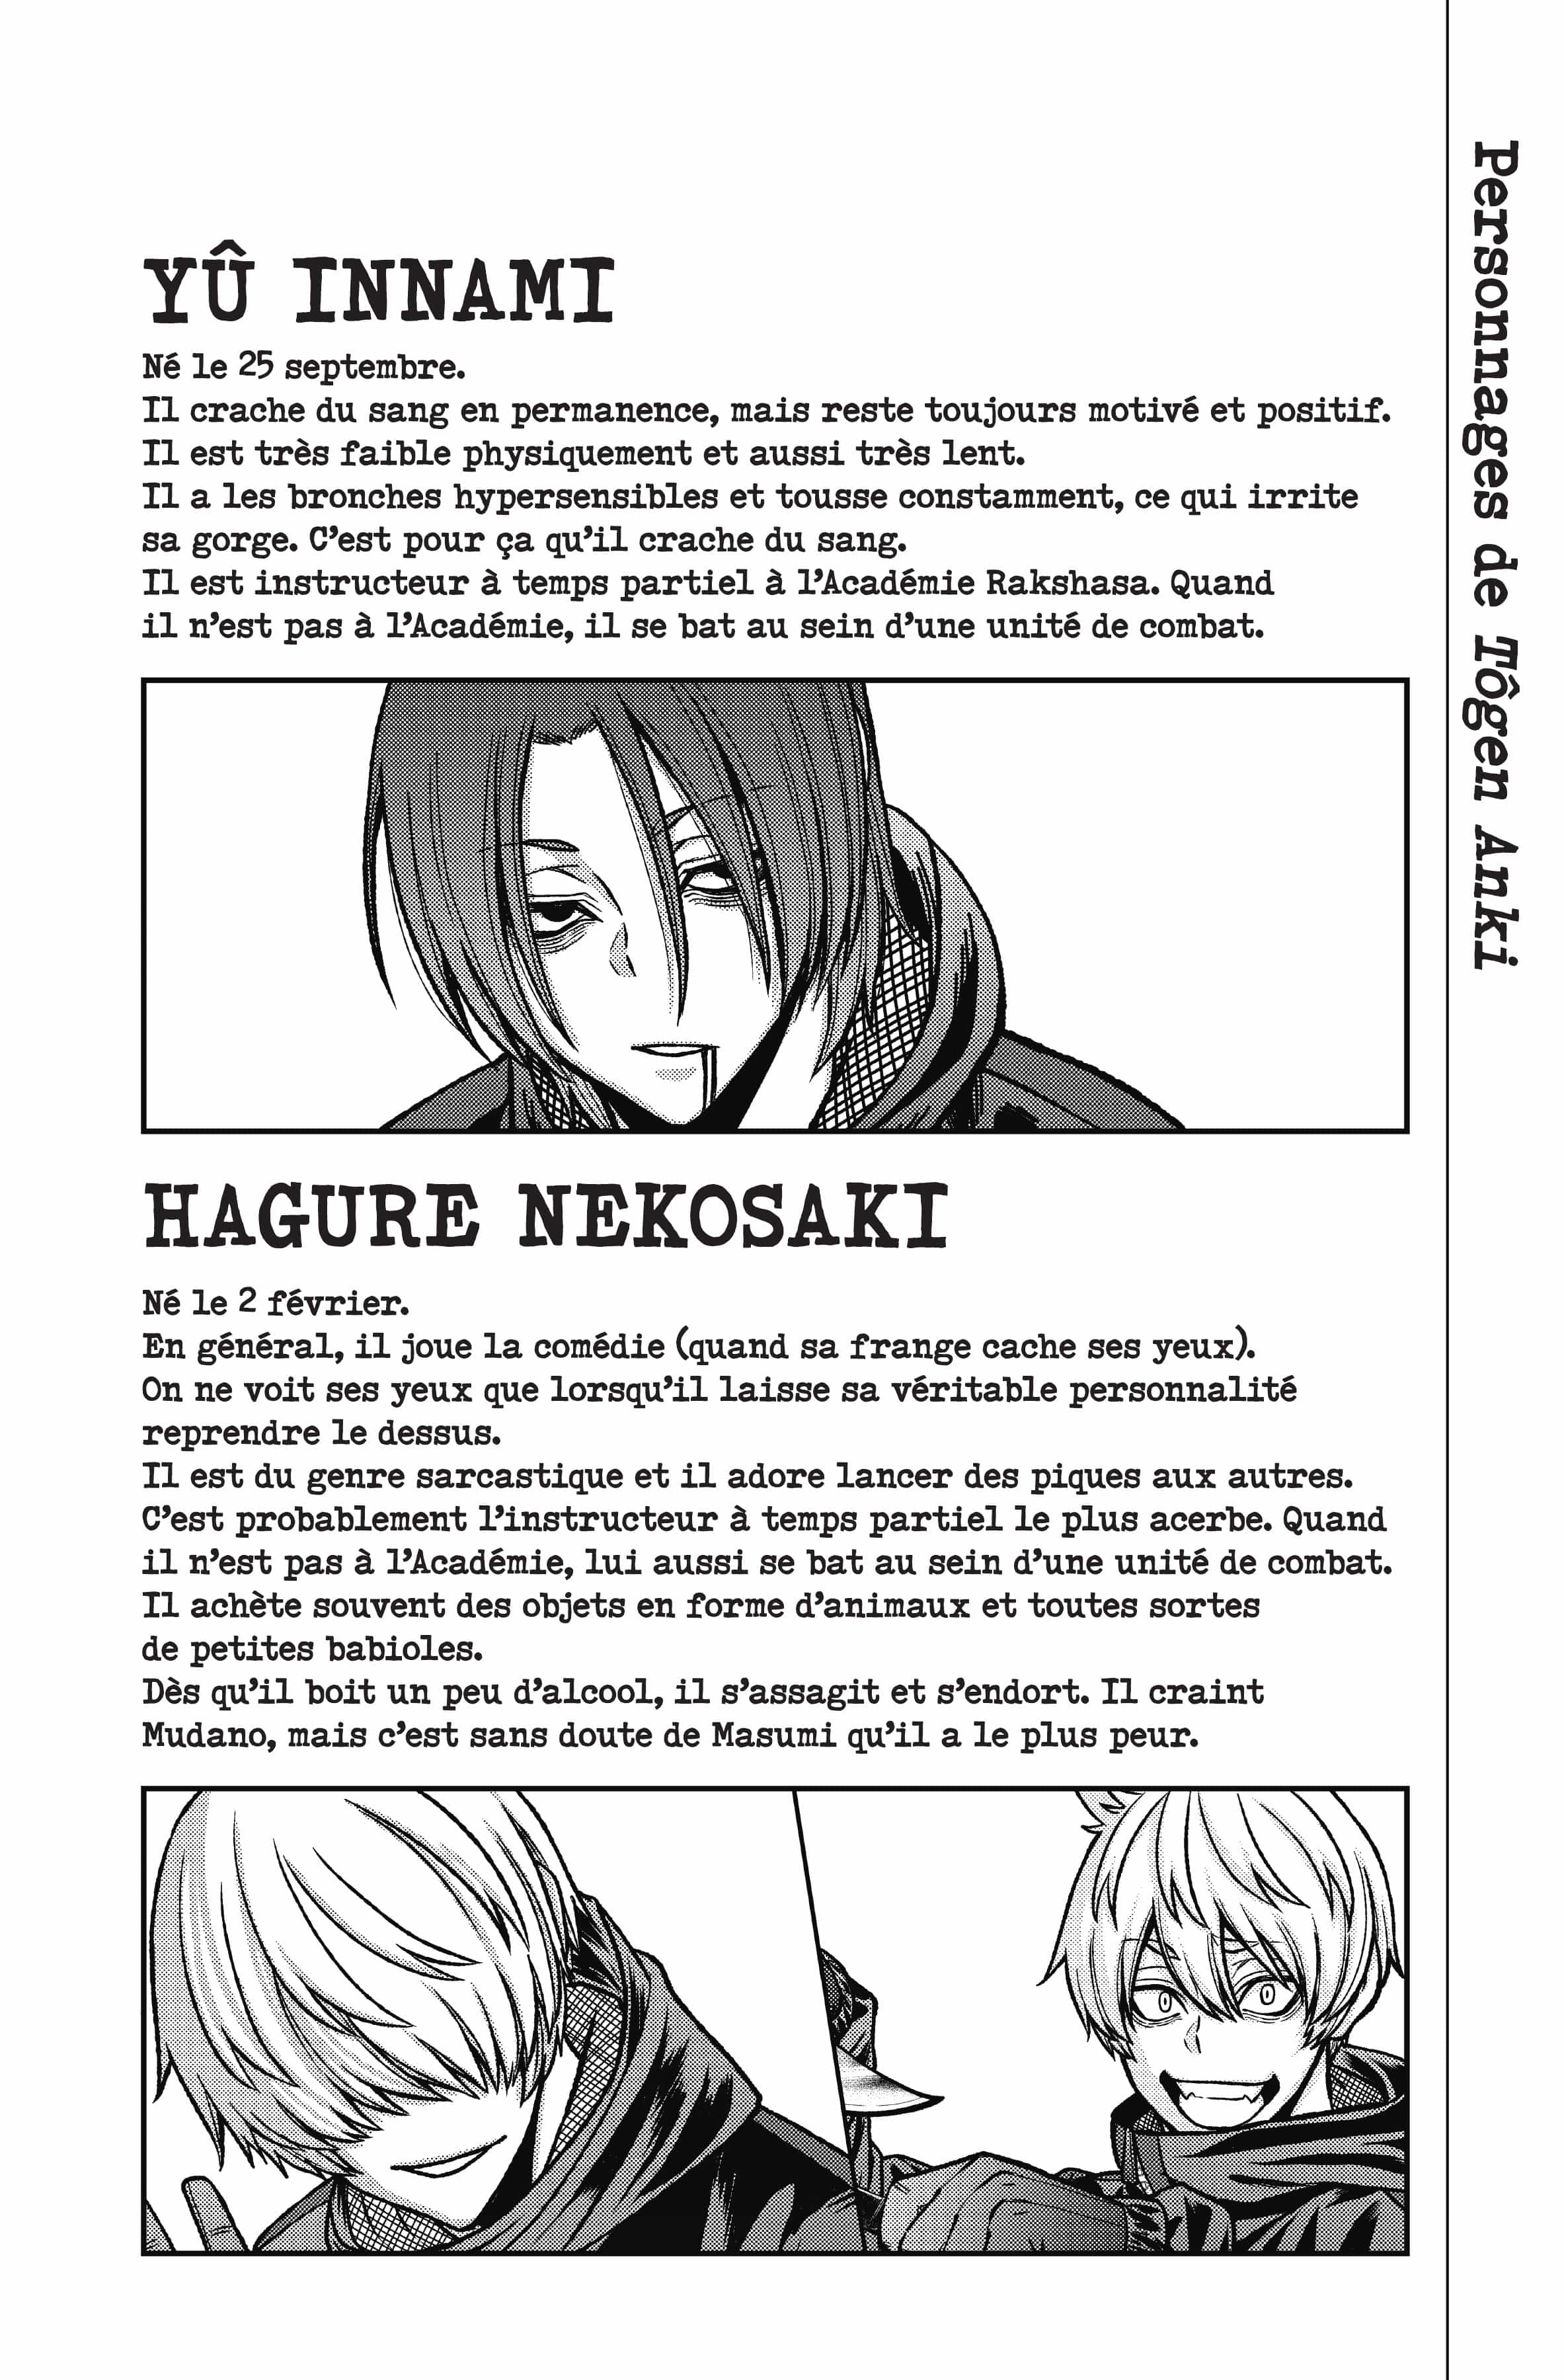 Personnages de Tôgen Anki
YÛ INNAMI
Né le 25 septembre.
Il crache du sang en permanence, mais reste toujours motivé et positif.
Il est très faible physiquement et aussi très lent.
Il a les bronches hypersensibles et tousse constamment, ce qui irrite
sa gorge. C’est pour ça qu’il crache du sang.
Il est instructeur à temps partiel à l’Académie Rakshasa. Quand
il n’est pas à l’Académie, il se bat au sein d’une unité de combat.
HAGURE NEKOSAKI
Né le 2 février.
En général, il joue la comédie (quand sa frange cache ses yeux).
On ne voit ses yeux que lorsqu’il laisse sa véritable personnalité
reprendre le dessus.
Il est du genre sarcastique et il adore lancer des piques aux autres.
C’est probablement l’instructeur à temps partiel le plus acerbe. Quand
il n’est pas à l’Académie, lui aussi se bat au sein d’une unité de combat.
Il achète souvent des objets en forme d’animaux et toutes sortes
de petites babioles.
Dès qu’il boit un peu d’alcool, il s’assagit et s’endort. Il craint
Mudano, mais c’est sans doute de Masumi qu’il a le plus peur.